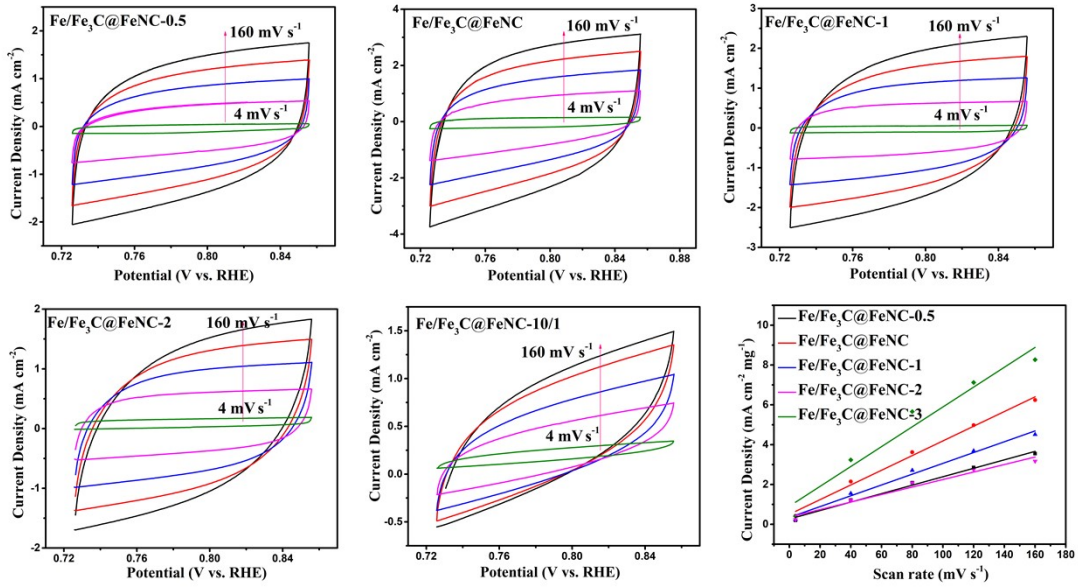 Fe/Fe3C@FeNC-0.5
160 mV s-1
4 mV s-1
2
1
0
-1
-2
Current Density (mA cm-2)
0.72
0.76
0.80
0.84
Potential (V vs. RHE)
Fe/Fe3C@FeNC
160 mV s-1
4 mV s-1
4
2
0
-2
-4
Current Density (mA cm-2)
0.72
0.76
0.80
0.84
0.88
Potential (V vs. RHE)
Fe/Fe3C@FeNC-1
160 mV s-1
4 mV s-1
3
2
1
0
-1
-2
-3
Current Density (mA cm-2)
0.72
0.76
0.80
0.84
Potential (V vs. RHE)
Fe/Fe3C@FeNC-2
160 mV s-1
4 mV s-1
2
1
0
-1
-2
Current Density (mA cm-2)
0.72
0.76
0.80
0.84
Potential (V vs. RHE)
Fe/Fe3C@FeNC-10/1
160 mV s-1
4 mV s-1
1.5
1.0
0.5
0.0
-0.5
Current Density (mA cm-2)
0.72
0.76
0.80
0.84
Potential (V vs. RHE)
Fe/Fe3C@FeNC-0.5
Fe/Fe3C@FeNC
Fe/Fe3C@FeNC-1
Fe/Fe3C@FeNC-2
Fe/Fe3C@FeNC-3
10
8
6
4
2
0
Current Density (mA cm-2 mg-1)
0
20
40
60
80
100
120
140
160
180
Scan rate (mV s-1)